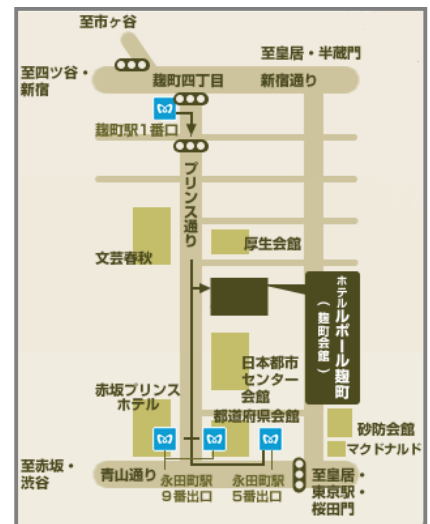 至市ヶ谷
至皇居・半蔵門
至四ツ谷・
新宿
麹町四丁目
新宿通り
麹町駅1番口
プリンス通り
文芸春秋
厚生会館
ホテルルポール麹町
(麹町会館)
日本都市
センター
会館
赤坂プリンス
ホテル
都道府県会館
砂防会館
マクドナルド
至赤坂・
渋谷
青山通り
永田町駅
9番出口
永田町駅
5番出口
至皇居・
東京駅・
桜田門